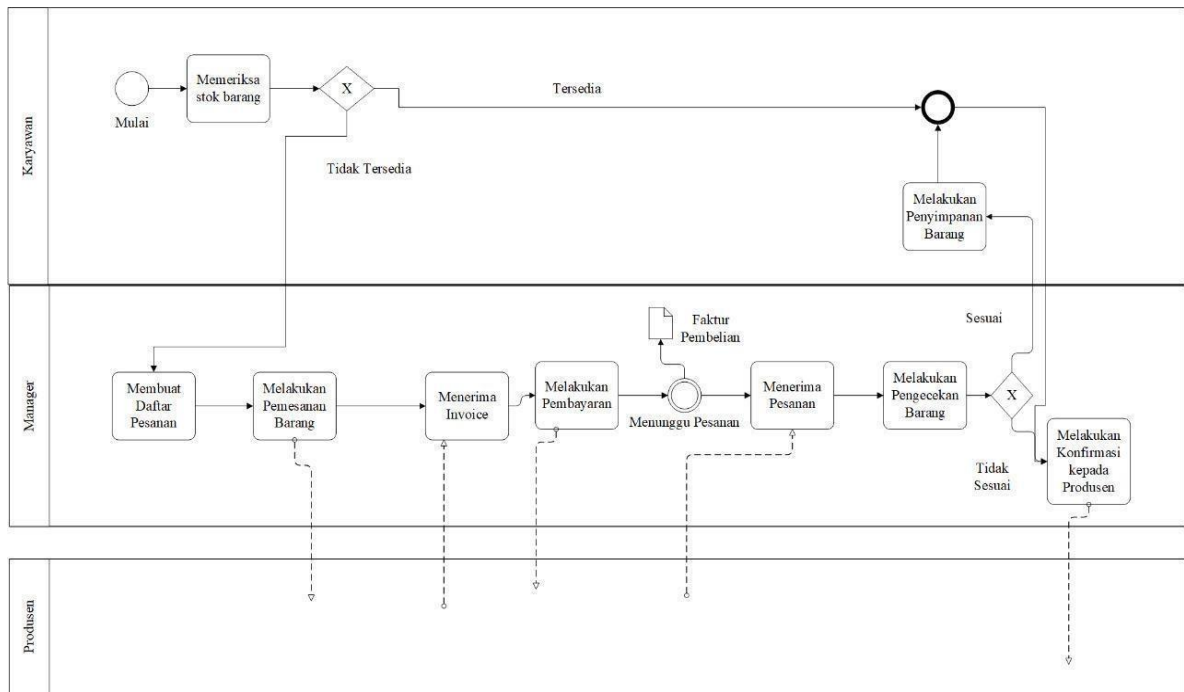 Karyawan
Mulai
Memeriksa
stok barang
X
Tersedia
Tidak Tersedia
Melakukan
Penyimpanan
Barang
Manager
Membuat
Daftar
Pesanan
Melakukan
Pemesanan
Barang
Menerima
Invoice
Melakukan
Pembayaran
Faktur
Pembelian
Menunggu Pesanan
Menerima
Pesanan
Melakukan
Pengecekan
Barang
X
Sesuai
Tidak
Sesuai
Melakukan
Konfirmasi
kepada
Produsen
Produsen